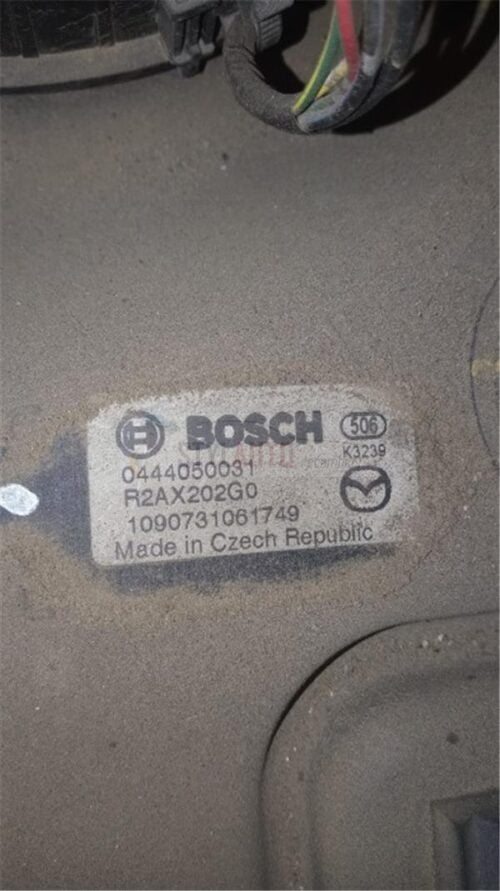 BOSCH 506
K3239
0444050031
R2AX202G0
1090731061749
Made in Czech Republic